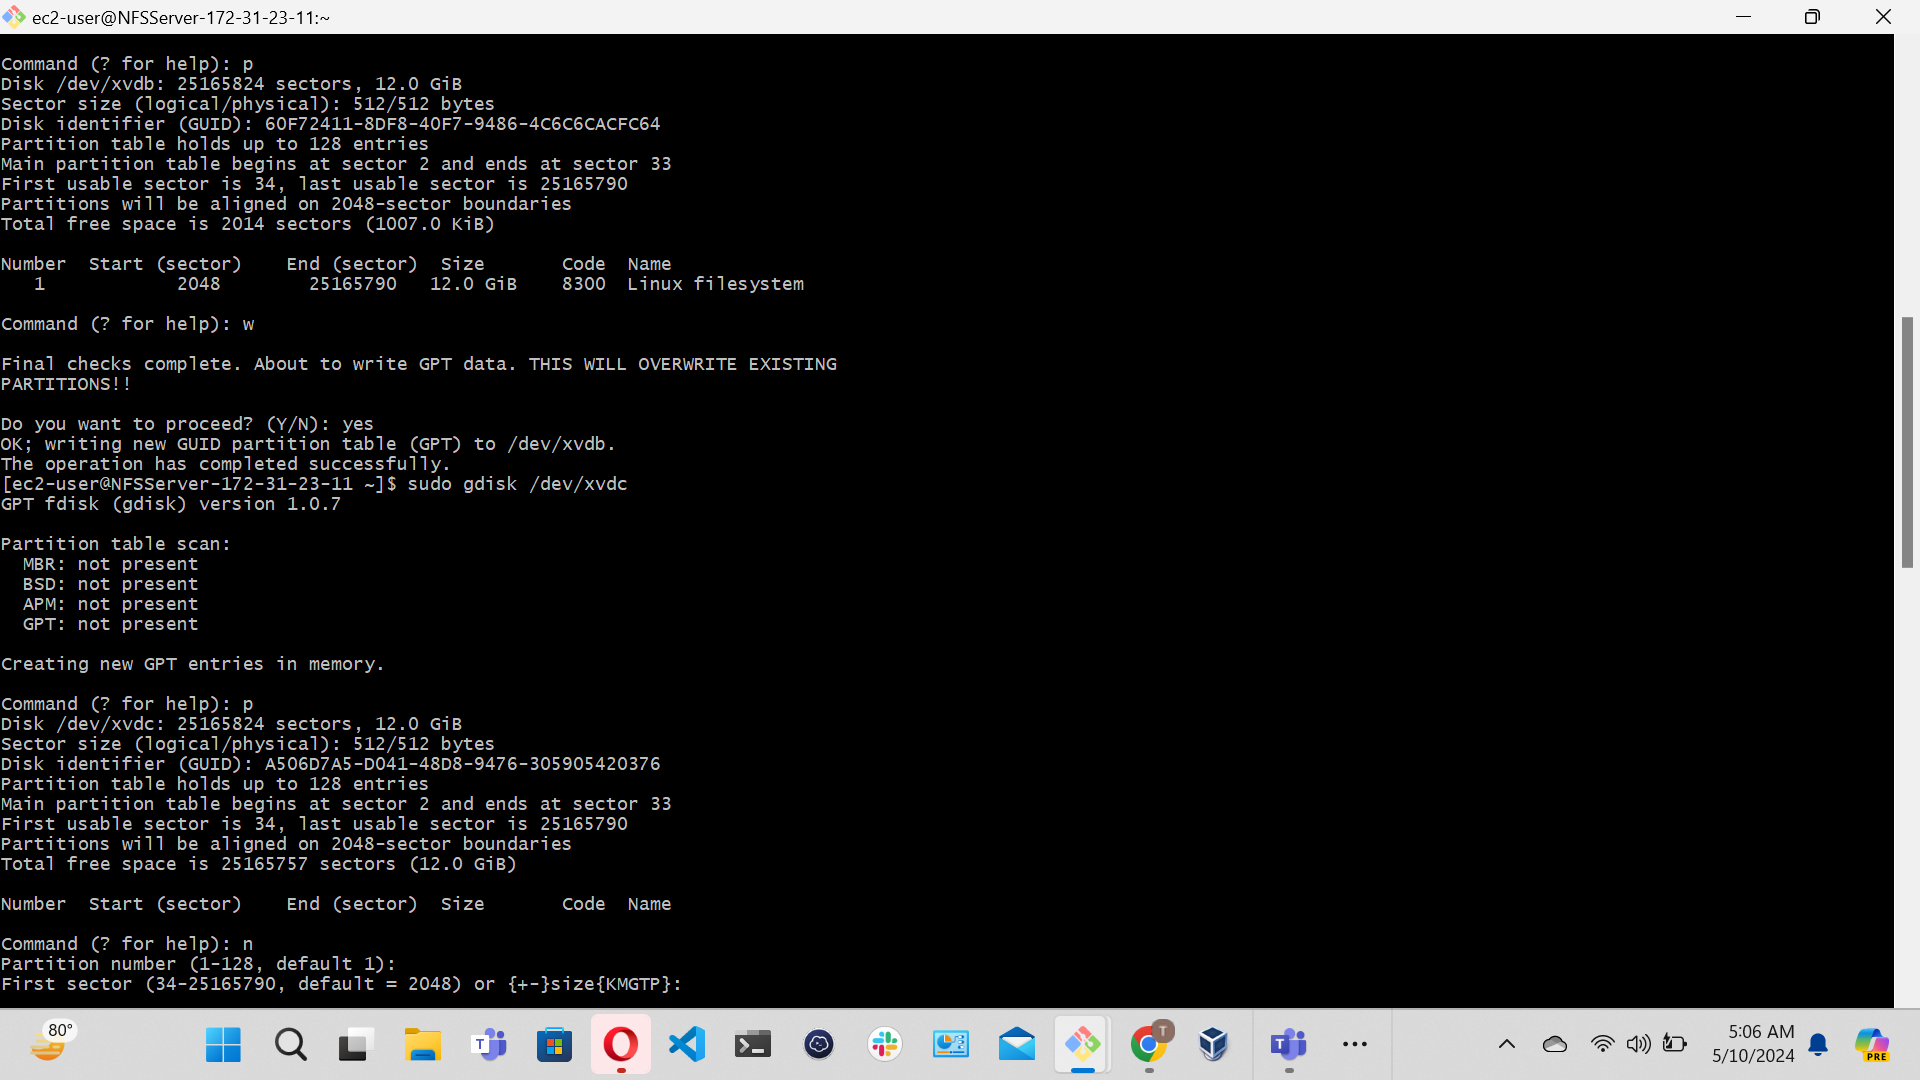 ec2-user@NFSServer-172-31-23-11:~
Command (? for help): p
Disk /dev/xvdb: 25165824 sectors, 12.0 GiB
Sector size (logical/physical): 512/512 bytes
Disk identifier (GUID): 60F72411-8DF8-40F7-9486-4C6C6CACFC64
Partition table holds up to 128 entries
Main partition table begins at sector 2 and ends at sector 33
First usable sector is 34, last usable sector is 25165790
Partitions will be aligned on 2048-sector boundaries
Total free space is 2014 sectors (1007.0 KiB)
Number  Start (sector)    End (sector)  Size       Code  Name
   1            2048        25165790   12.0 GiB    8300  Linux filesystem
Command (? for help): w
Final checks complete. About to write GPT data. THIS WILL OVERWRITE EXISTING
PARTITIONS!!
Do you want to proceed? (Y/N): yes
OK; writing new GUID partition table (GPT) to /dev/xvdb.
The operation has completed successfully.
[ec2-user@NFSServer-172-31-23-11 ~]$ sudo gdisk /dev/xvdc
GPT fdisk (gdisk) version 1.0.7
Partition table scan:
  MBR: not present
  BSD: not present
  APM: not present
  GPT: not present
Creating new GPT entries in memory.
Command (? for help): p
Disk /dev/xvdc: 25165824 sectors, 12.0 GiB
Sector size (logical/physical): 512/512 bytes
Disk identifier (GUID): A506D7A5-D041-48D8-9476-305905420376
Partition table holds up to 128 entries
Main partition table begins at sector 2 and ends at sector 33
First usable sector is 34, last usable sector is 25165790
Partitions will be aligned on 2048-sector boundaries
Total free space is 25165757 sectors (12.0 GiB)
Number  Start (sector)    End (sector)  Size       Code  Name
Command (? for help): n
Partition number (1-128, default 1):
First sector (34-25165790, default = 2048) or {+-}size{KMGTP}:
80°
T
T
T
PRE
5:06 AM
5/10/2024